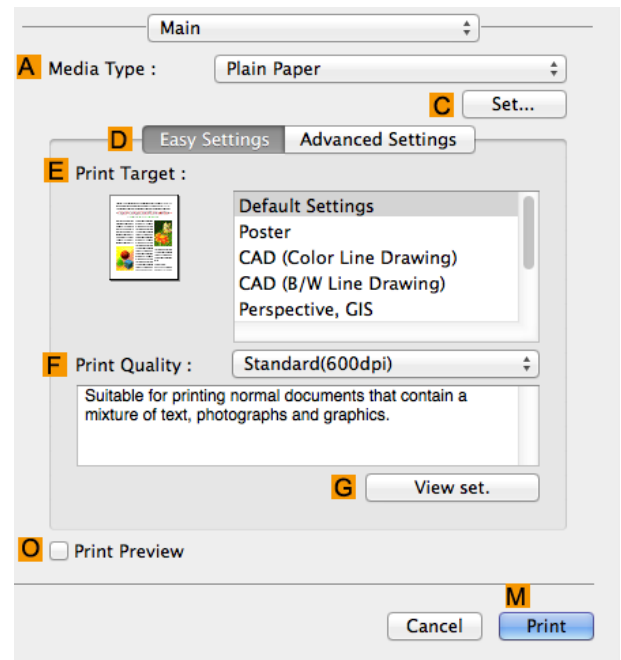 Main
A Media Type : Plain Paper
C Set...
D Easy Settings Advanced Settings
E Print Target :
Default Settings
Poster
CAD (Color Line Drawing)
CAD (B/W Line Drawing)
Perspective, GIS
F Print Quality : Standard(600dpi)
Suitable for printing normal documents that contain a
mixture of text, photographs and graphics.
G View set.
O Print Preview
M
Cancel Print